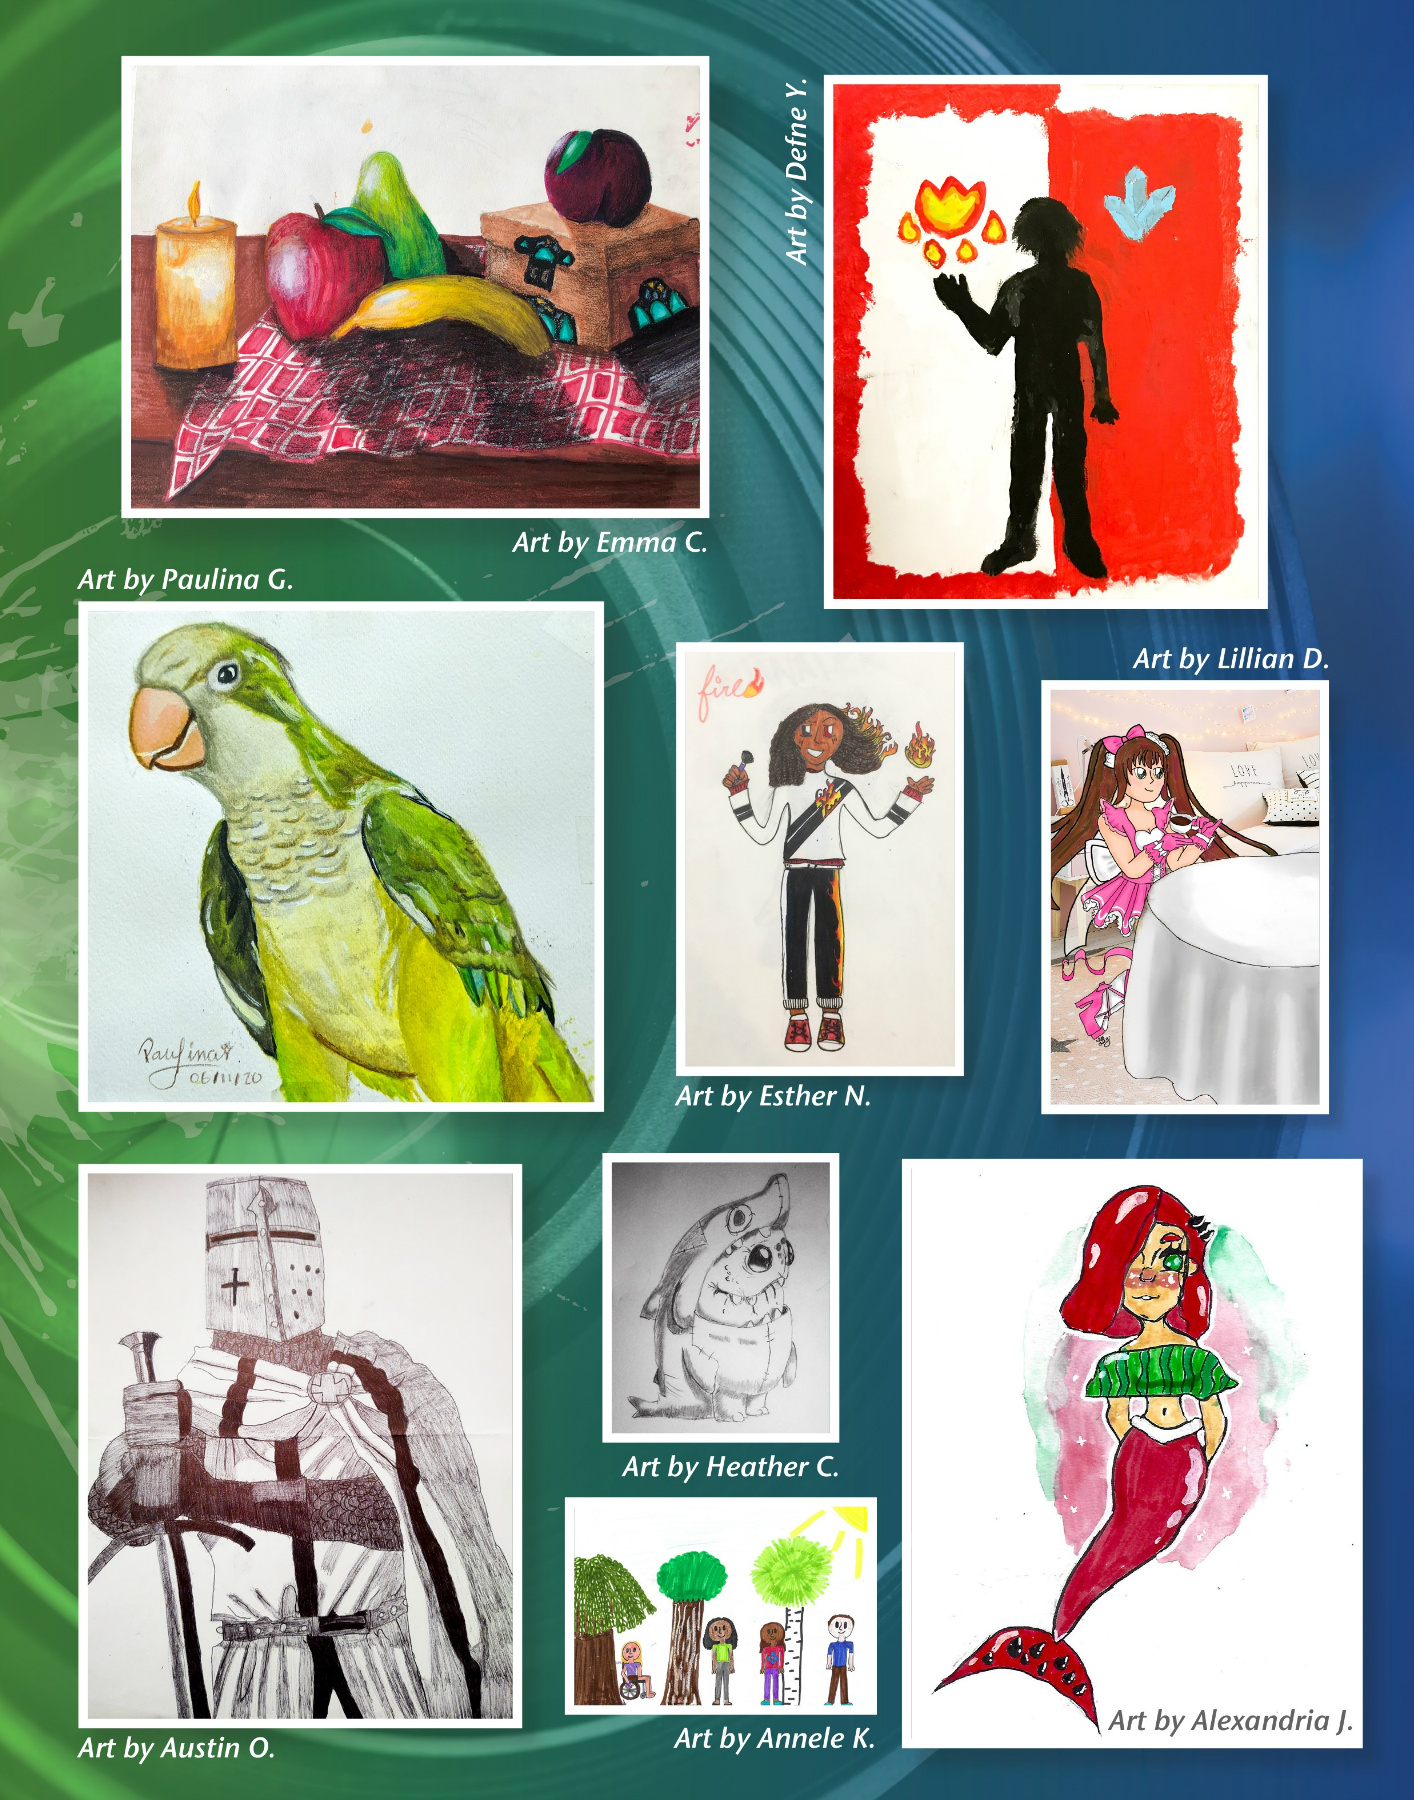 Art by Defne Y.
Art by Emma C.
Art by Paulina G.
Art by Lillian D.
fire
LOVE
06/11/20
Art by Esther N.
Art by Heather C.
Art by Annele K.
Art by Alexandria J.
Art by Austin O.